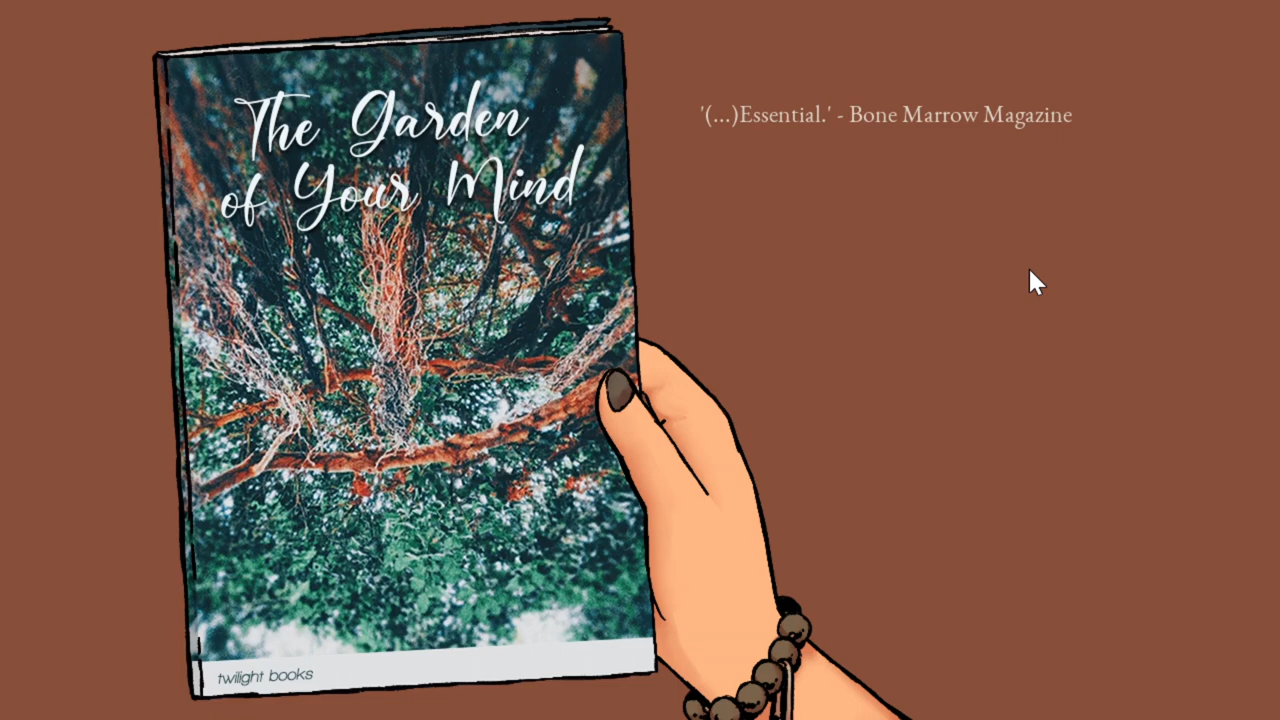 The Garden
of Your Mind
twilight books
'(...)Essential.' - Bone Marrow Magazine